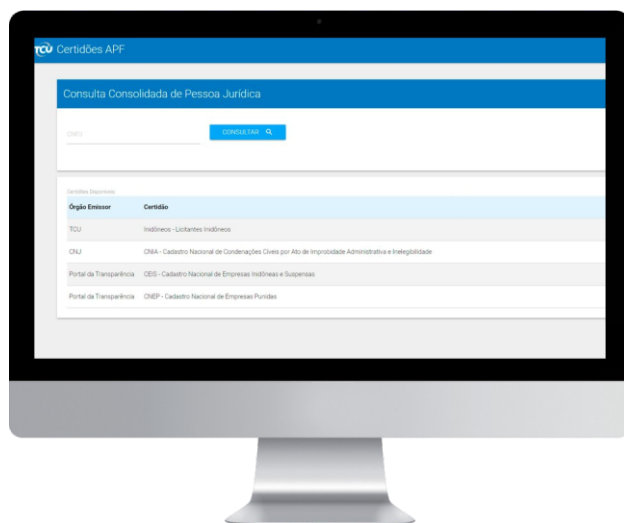 TCU Certidões APF
Consulta Consolidada de Pessoa Jurídica
CNPJ
CONSULTAR
Certidões Disponíveis
Órgão Emissor Certidão
TCU Inidôneos - Licitantes Inidôneos
CNJ CNIA - Cadastro Nacional de Condenações Cíveis por Ato de Improbidade Administrativa e Inelegibilidade
Portal da Transparência CEIS - Cadastro Nacional de Empresas Inidôneas e Suspensas
Portal da Transparência CNEP - Cadastro Nacional de Empresas Punidas